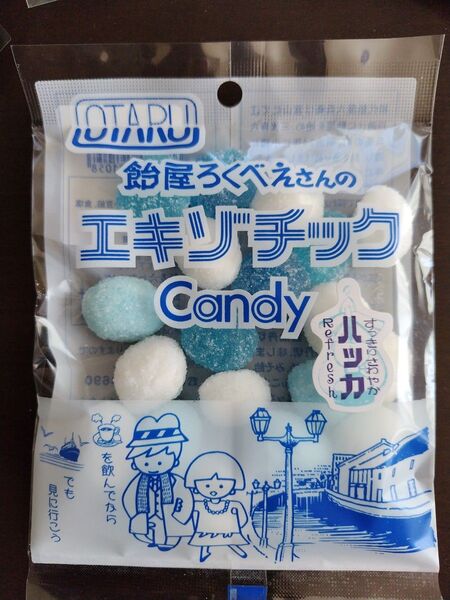 OTARU
飴屋ろくべえさんの
エキゾチック
Candy
すっきりさわやか
ハッカ
Refresh
を飲んでから
でも
見に行こう